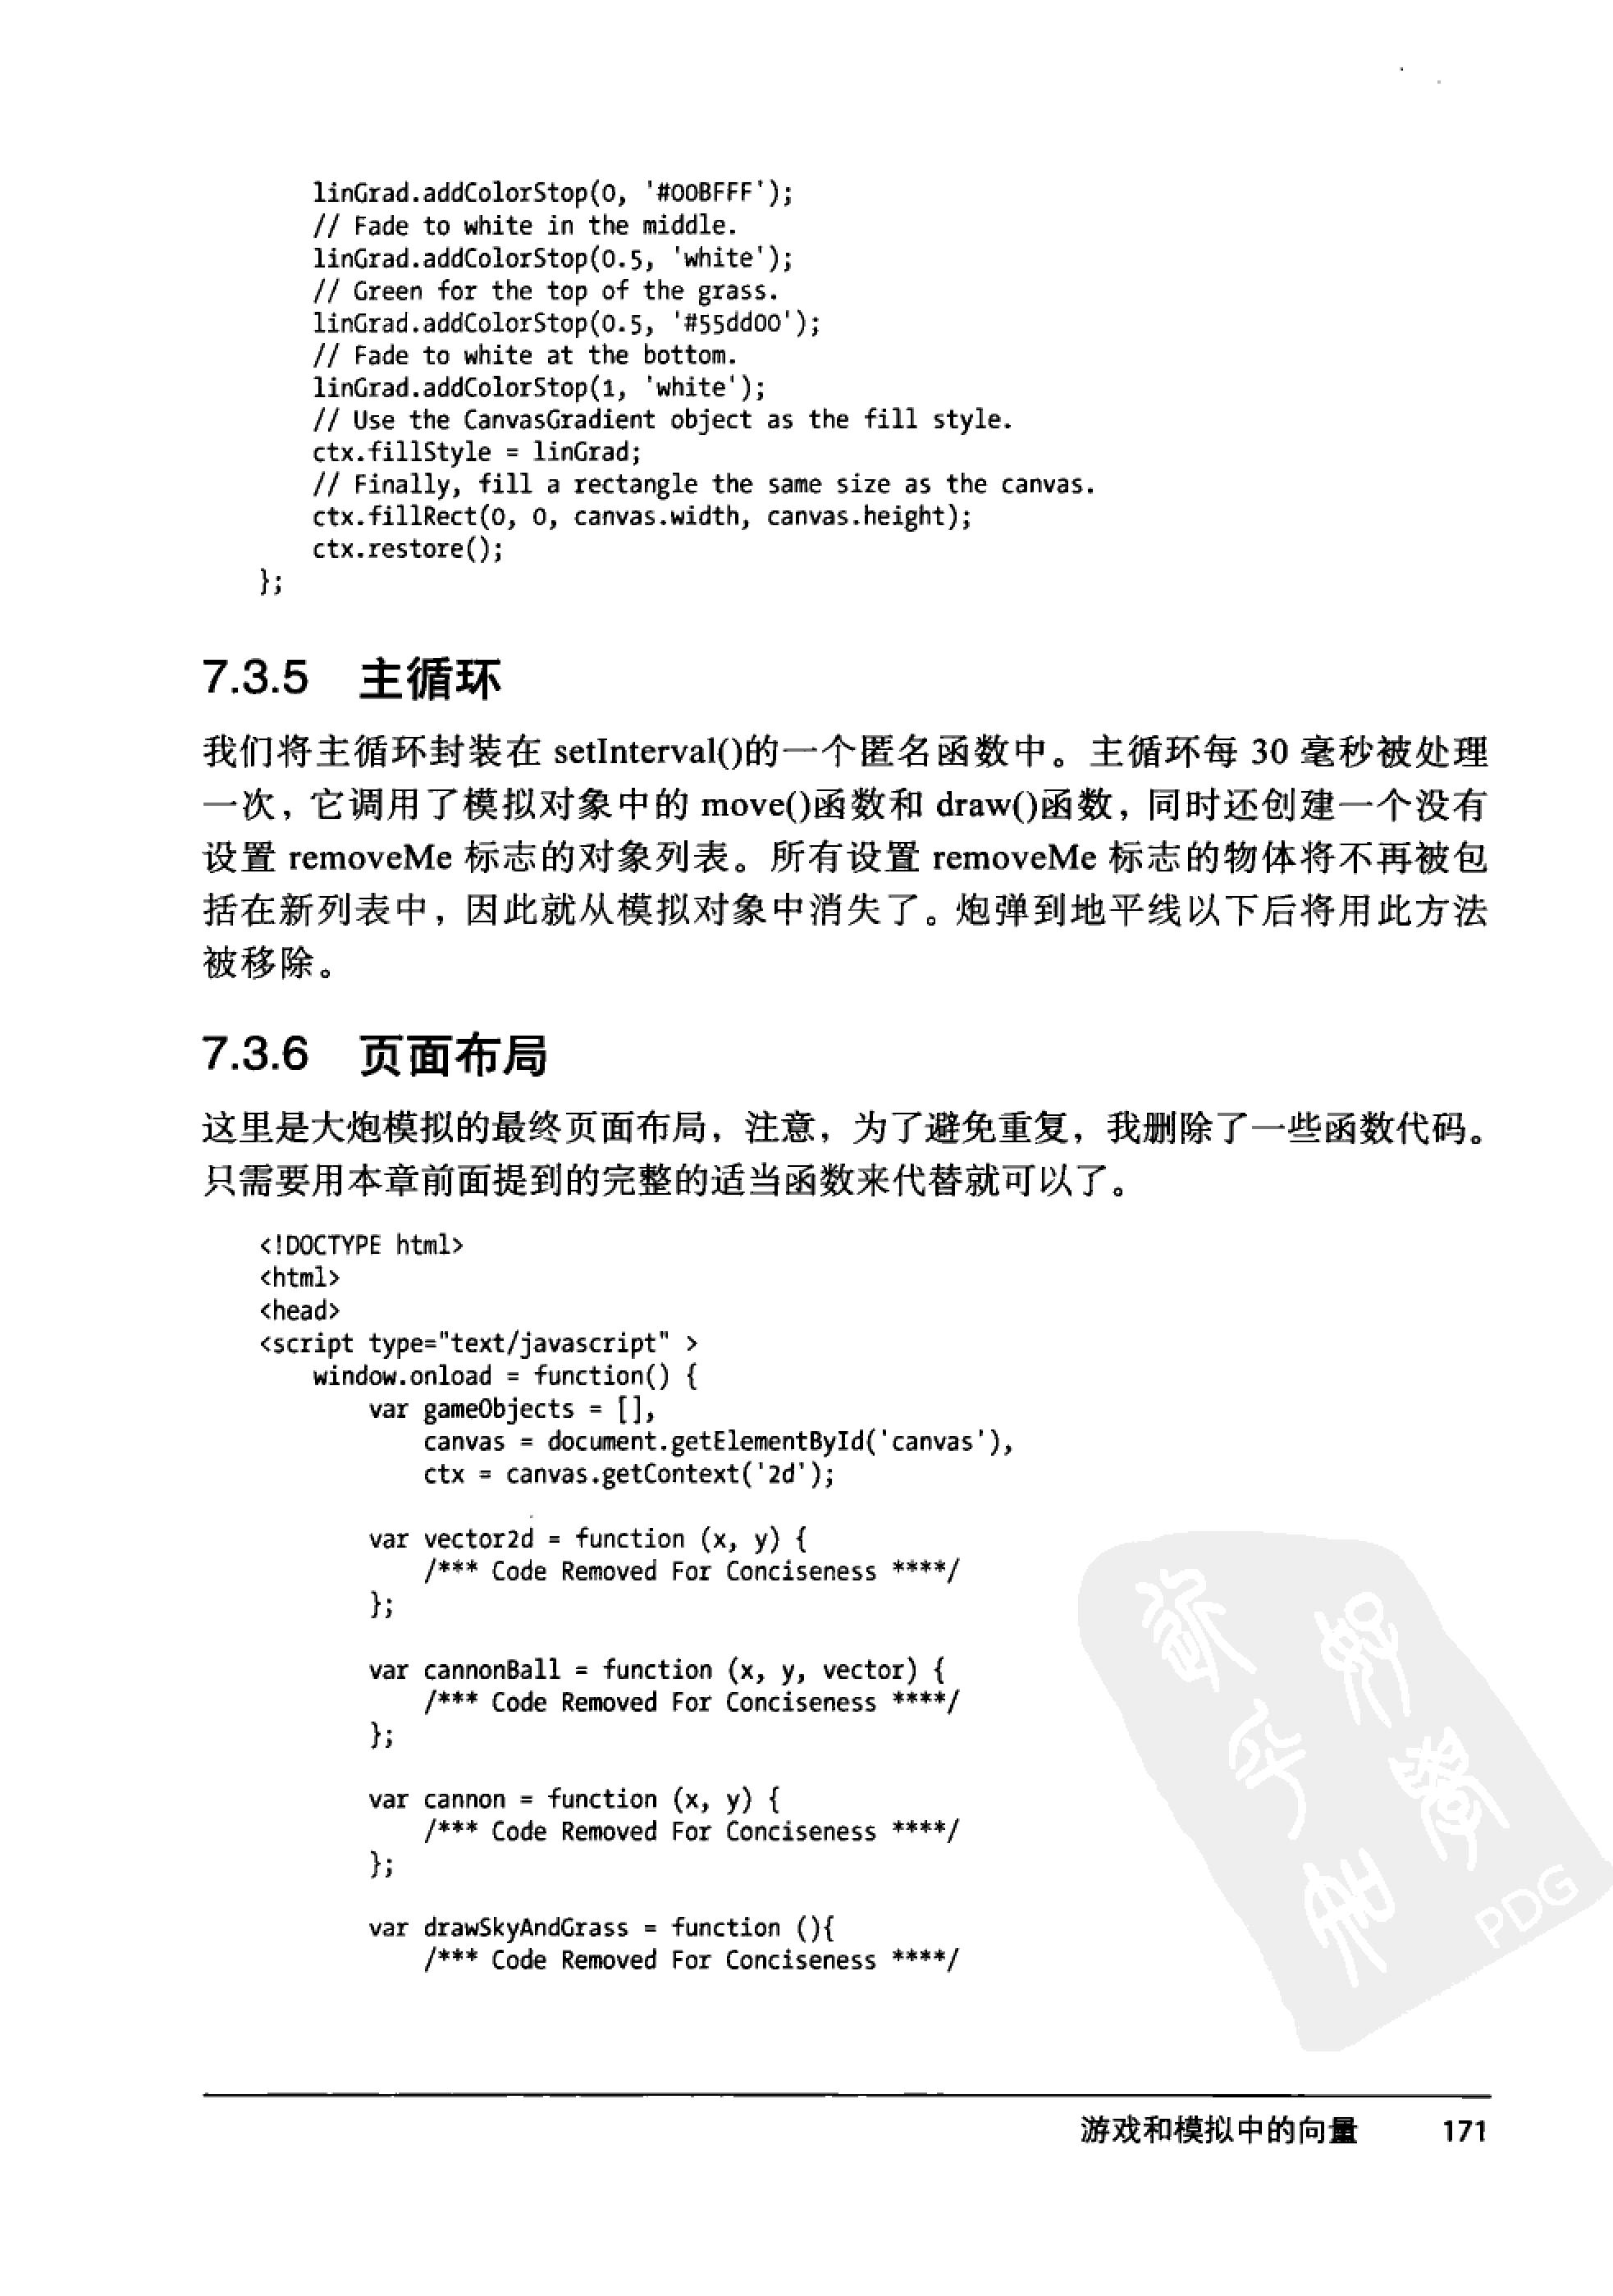 linGrad.addColorStop(0, '#00BFFF');
    // Fade to white in the middle.
    linGrad.addColorStop(0.5, 'white');
    // Green for the top of the grass.
    linGrad.addColorStop(0.5, '#55dd00');
    // Fade to white at the bottom.
    linGrad.addColorStop(1, 'white');
    // Use the CanvasGradient object as the fill style.
    ctx.fillStyle = linGrad;
    // Finally, fill a rectangle the same size as the canvas.
    ctx.fillRect(0, 0, canvas.width, canvas.height);
    ctx.restore();
};
7.3.5 主循环
我们将主循环封装在 setInterval()的一个匿名函数中。主循环每 30 毫秒被处理
一次，它调用了模拟对象中的 move()函数和 draw()函数，同时还创建一个没有
设置 removeMe 标志的对象列表。所有设置 removeMe 标志的物体将不再被包
括在新列表中，因此就从模拟对象中消失了。炮弹到地平线以下后将用此方法
被移除。
7.3.6 页面布局
这里是大炮模拟的最终页面布局，注意，为了避免重复，我删除了一些函数代码。
只需要用本章前面提到的完整的适当函数来代替就可以了。
<!DOCTYPE html>
<html>
<head>
<script type="text/javascript" >
    window.onload = function() {
        var gameObjects = [],
            canvas = document.getElementById('canvas'),
            ctx = canvas.getContext('2d');
        var vector2d = function (x, y) {
            /*** Code Removed For Conciseness ****/
        };
        var cannonBall = function (x, y, vector) {
            /*** Code Removed For Conciseness ****/
        };
        var cannon = function (x, y) {
            /*** Code Removed For Conciseness ****/
        };
        var drawSkyAndGrass = function (){
            /*** Code Removed For Conciseness ****/
PDG
游戏和模拟中的向量 171